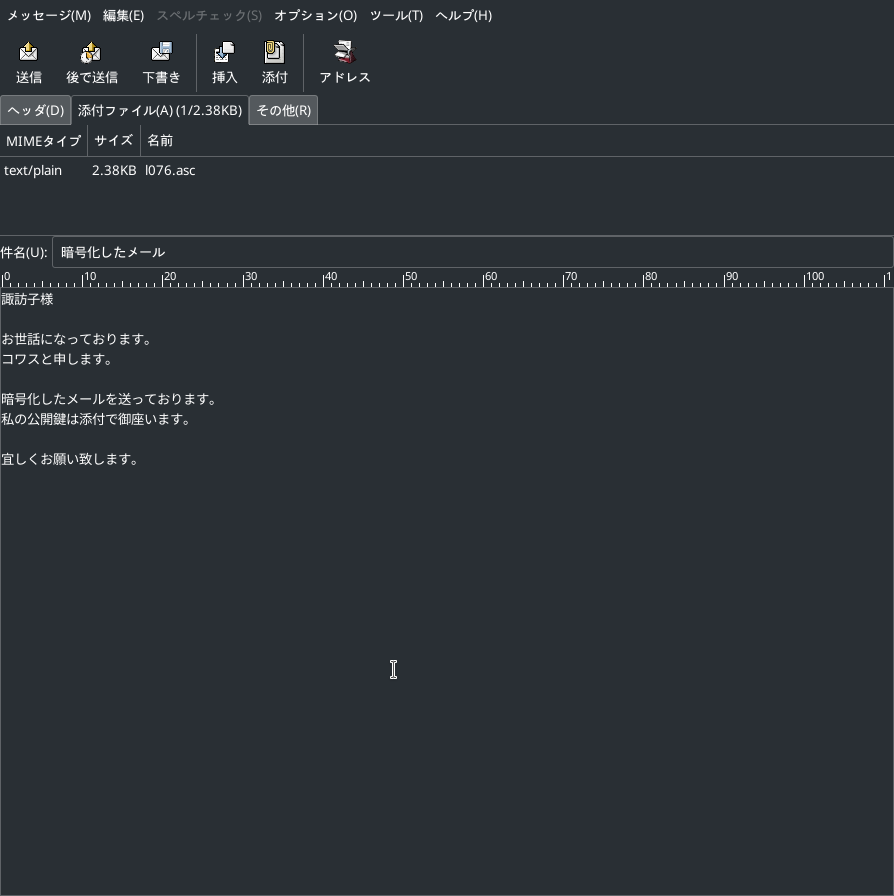 メッセージ(M) 編集(E) スペルチェック(S) オプション(O) ツール(T) ヘルプ(H)
送信 後で送信 下書き 挿入 添付 アドレス
ヘッダ(D) 添付ファイル(A) (1/2.38KB) その他(R)
MIMEタイプ サイズ 名前
text/plain 2.38KB l076.asc
件名(U): 暗号化したメール
0 10 20 30 40 50 60 70 80 90 100 1
諏訪子様
お世話になっております。
コワスと申します。
暗号化したメールを送っております。
私の公開鍵は添付で御座います。
宜しくお願い致します。